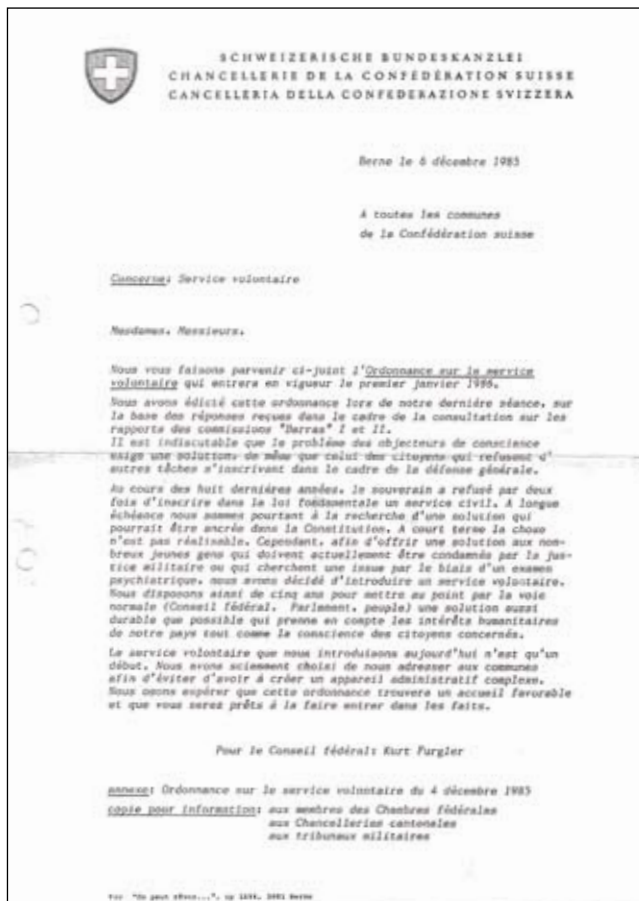 SCHWEIZERISCHE BUNDESKANZLEI
CHANCELLERIE DE LA CONFÉDÉRATION SUISSE
CANCELLERIA DELLA CONFEDERAZIONE SVIZZERA
Berne le 6 décembre 1985
A toutes les communes
de la Confédération suisse
Concerne: Service volontaire
Mesdames, Messieurs,
Nous vous faisons parvenir ci-joint l'Ordonnance sur le service
volontaire qui entrera en vigueur le premier janvier 1986.
Nous avons édicté cette ordonnance lors de notre dernière séance, sur
la base des réponses reçues dans le cadre de la consultation sur les
rapports des commissions "Barras" I et II.
Il est indiscutable que le problème des objecteurs de conscience
exige une solution, de même que celui des citoyens qui refusent d'
autres tâches s'inscrivant dans le cadre de la défense générale.
Au cours des huit dernières années, le souverain a refusé par deux
fois d'inscrire dans la loi fondamentale un service civil. A longue
échéance nous sommes pourtant à la recherche d'une solution qui
pourrait être ancrée dans la Constitution. A court terme la chose
n'est pas réalisable. Cependant, afin d'offrir une solution aux nom-
breux jeunes gens qui doivent actuellement être condamnés par la jus-
tice militaire ou qui cherchent une issue par le biais d'un examen
psychiatrique, nous avons décidé d'introduire un service volontaire.
Nous disposons ainsi de cinq ans pour mettre au point par la voie
normale (Conseil fédéral, Parlement, peuple) une solution aussi
durable que possible qui prenne en compte les intérêts humanitaires
de notre pays tout comme la conscience des citoyens concernés.
Le service volontaire que nous introduisons aujourd'hui n'est qu'un
début. Nous avons sciemment choisi de nous adresser aux communes
afin d'éviter d'avoir à créer un appareil administratif complexe.
Nous osons espérer que cette ordonnance trouvera un accueil favorable
et que vous serez prêts à la faire entrer dans les faits.
Pour le Conseil fédéral: Kurt Furgler
annexe: Ordonnance sur le service volontaire du 4 décembre 1985
copie pour information: aux membres des Chambres fédérales
aux Chancelleries cantonales
aux tribunaux militaires
"On peut rêver...", cp 3001 Berne